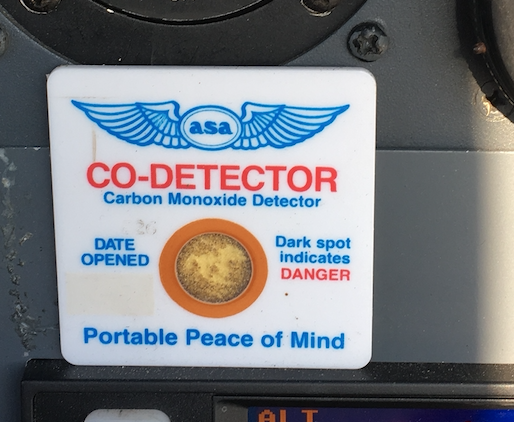 asa
CO-DETECTOR
Carbon Monoxide Detector
DATE
OPENED
Dark spot
indicates
DANGER
Portable Peace of Mind
ALT